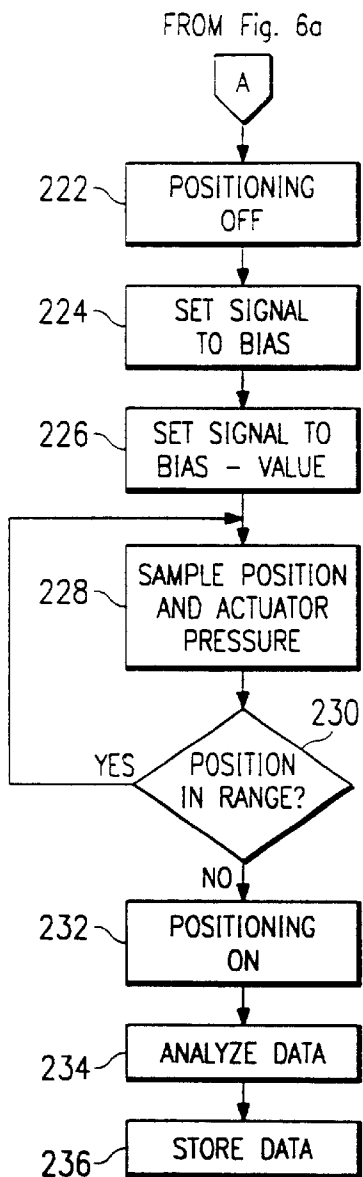 FROM Fig. 6a
A
222
POSITIONING
OFF
224
SET SIGNAL
TO BIAS
226
SET SIGNAL TO
BIAS - VALUE
228
SAMPLE POSITION
AND ACTUATOR
PRESSURE
230
YES
POSITION
IN RANGE?
NO
232
POSITIONING
ON
234
ANALYZE DATA
236
STORE DATA